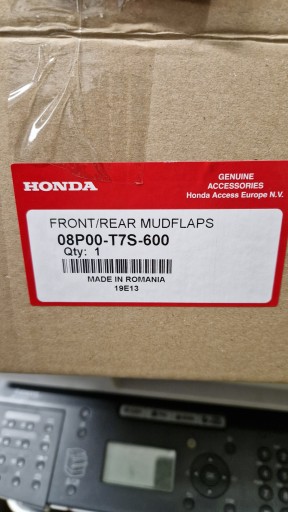 HONDA
GENUINE
ACCESSORIES
Honda Access Europe N.V.
FRONT/REAR MUDFLAPS
08P00-T7S-600
Qty: 1
MADE IN ROMANIA
19E13